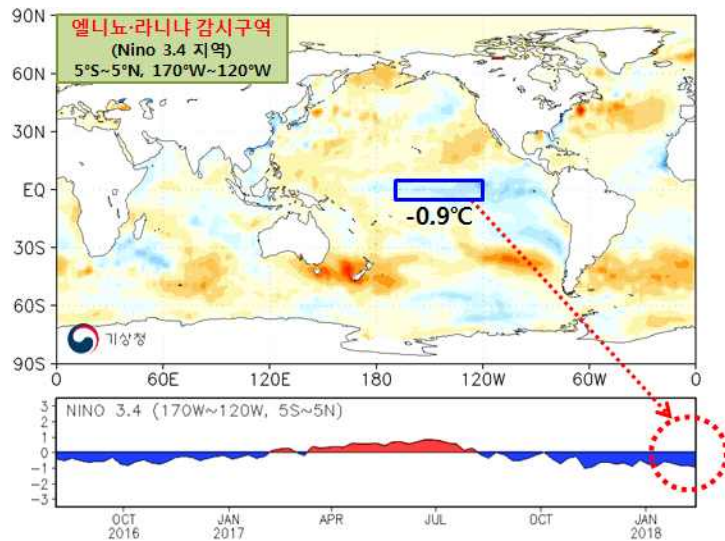 엘니뇨·라니냐 감시구역
(Nino 3.4 지역)
5°S~5°N, 170°W~120°W
90N
60N
30N
EQ
30S
60S
90S
-0.9℃
기상청
0 60E 120E 180 120W 60W 0
NINO 3.4 (170W~120W, 5S~5N)
3
2
1
0
-1
-2
-3
OCT JAN APR JUL OCT JAN
2016 2017 2018